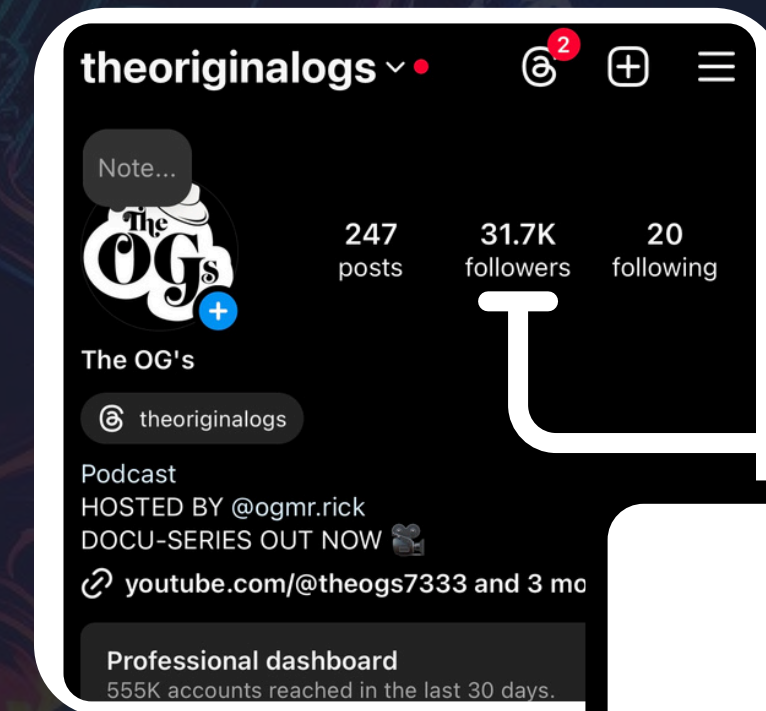 theoriginalogs
2
Note...
The
OGs
247 31.7K 20
posts followers following
The OG's
theoriginalogs
Podcast
HOSTED BY @ogmr.rick
DOCU-SERIES OUT NOW 🎥
youtube.com/@theogs7333 and 3 mo
Professional dashboard
555K accounts reached in the last 30 days.